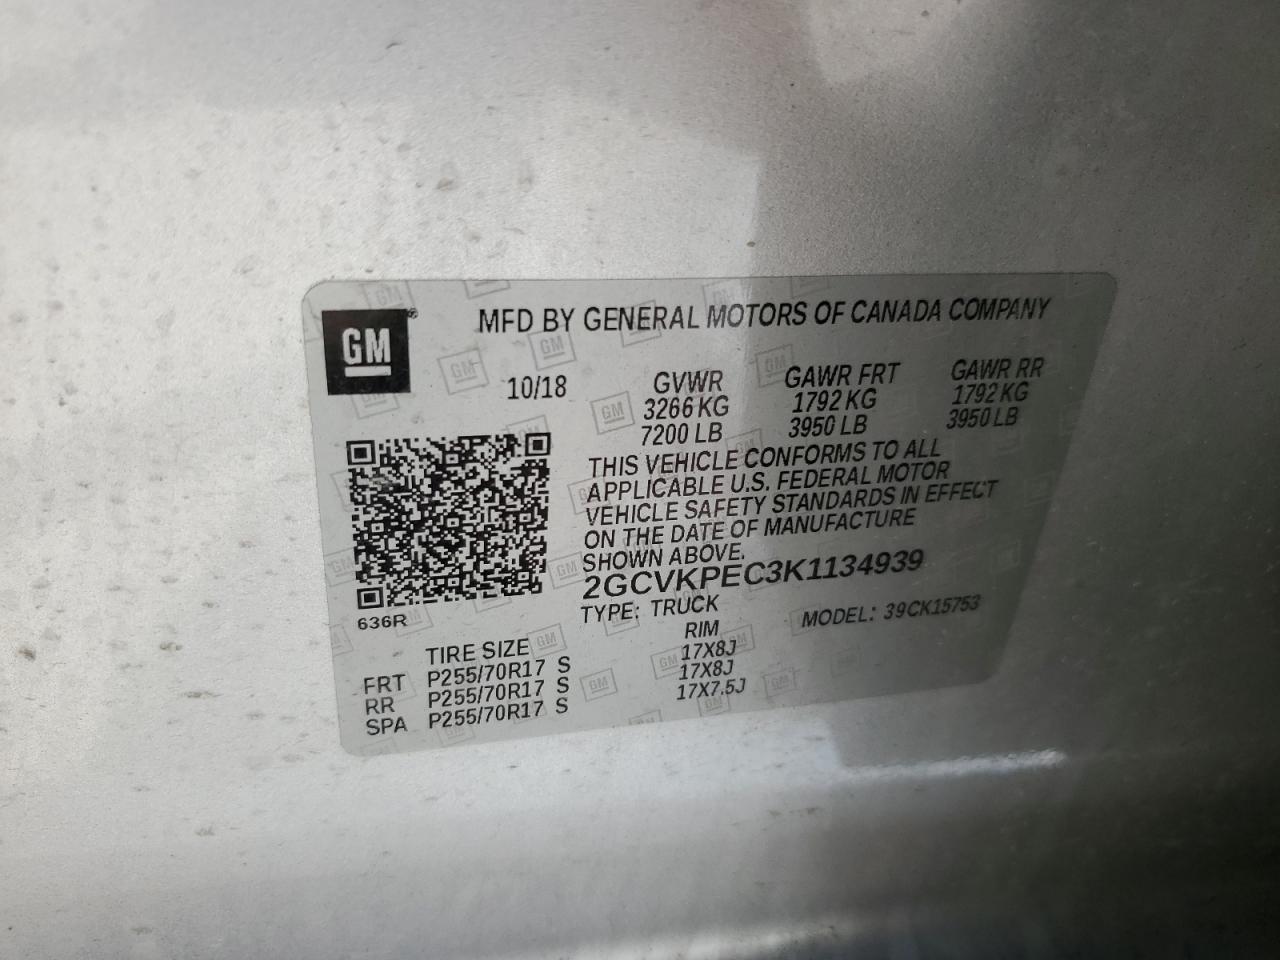 GM®
MFD BY GENERAL MOTORS OF CANADA COMPANY
10/18 GVWR GAWR FRT GAWR RR
3266 KG 1792 KG 1792 KG
7200 LB 3950 LB 3950 LB
THIS VEHICLE CONFORMS TO ALL
APPLICABLE U.S. FEDERAL MOTOR
VEHICLE SAFETY STANDARDS IN EFFECT
ON THE DATE OF MANUFACTURE
SHOWN ABOVE.
2GCVKPEC3K1134939
TYPE: TRUCK MODEL: 39CK15753
636R
TIRE SIZE RIM
FRT P255/70R17 S 17X8J
RR P255/70R17 S 17X8J
SPA P255/70R17 S 17X7.5J